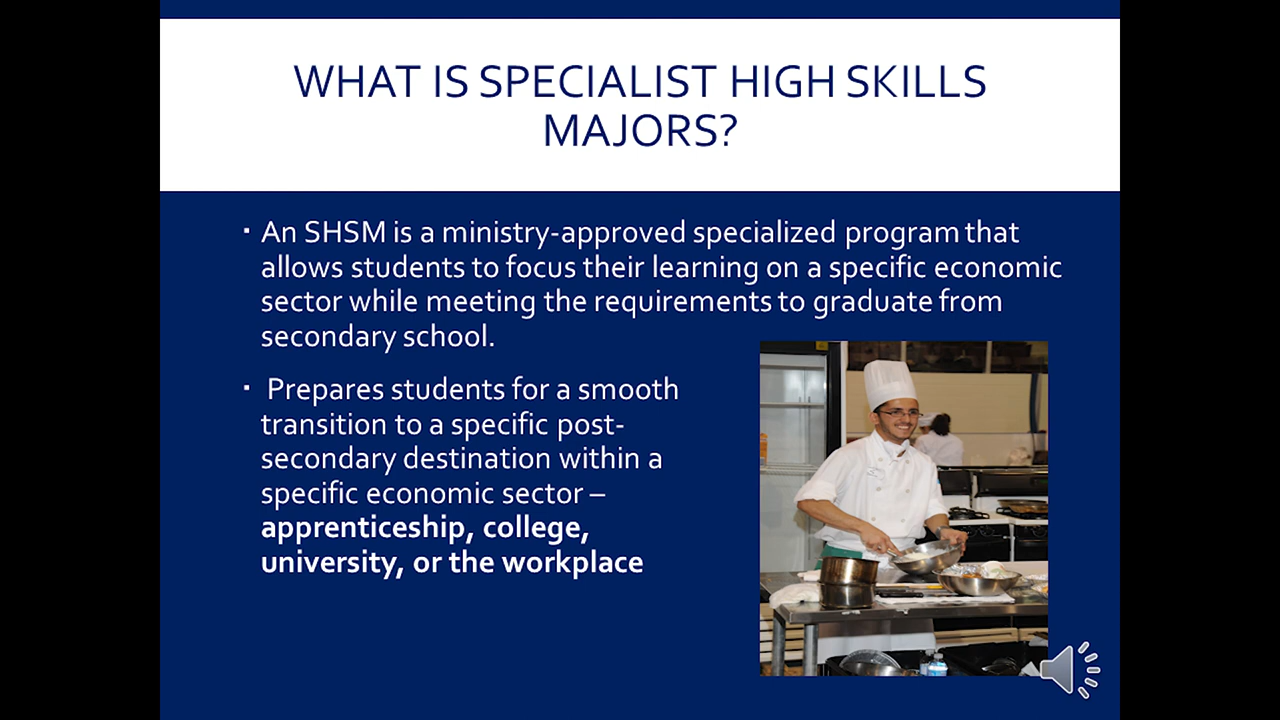 WHAT IS SPECIALIST HIGH SKILLS
MAJORS?
▪ An SHSM is a ministry-approved specialized program that
allows students to focus their learning on a specific economic
sector while meeting the requirements to graduate from
secondary school.
▪ Prepares students for a smooth
transition to a specific post-
secondary destination within a
specific economic sector –
apprenticeship, college,
university, or the workplace